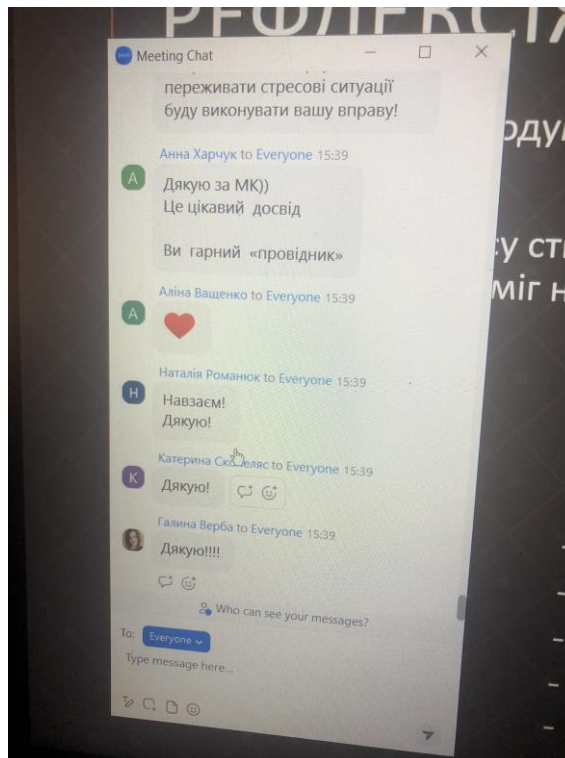 РЕФЛЕКСІЯ
Meeting Chat
переживати стресові ситуації
буду виконувати вашу вправу!
Анна Харчук to Everyone 15:39
А
Дякую за МК))
Це цікавий досвід
Ви гарний «провідник»
Аліна Ващенко to Everyone 15:39
А
Наталія Романюк to Everyone 15:39
Н
Навзаєм!
Дякую!
Катерина to Everyone 15:39
К
Дякую!
Галина Верба to Everyone 15:39
Дякую!!!!
Who can see your messages?
To: Everyone
Type message here...
міг н